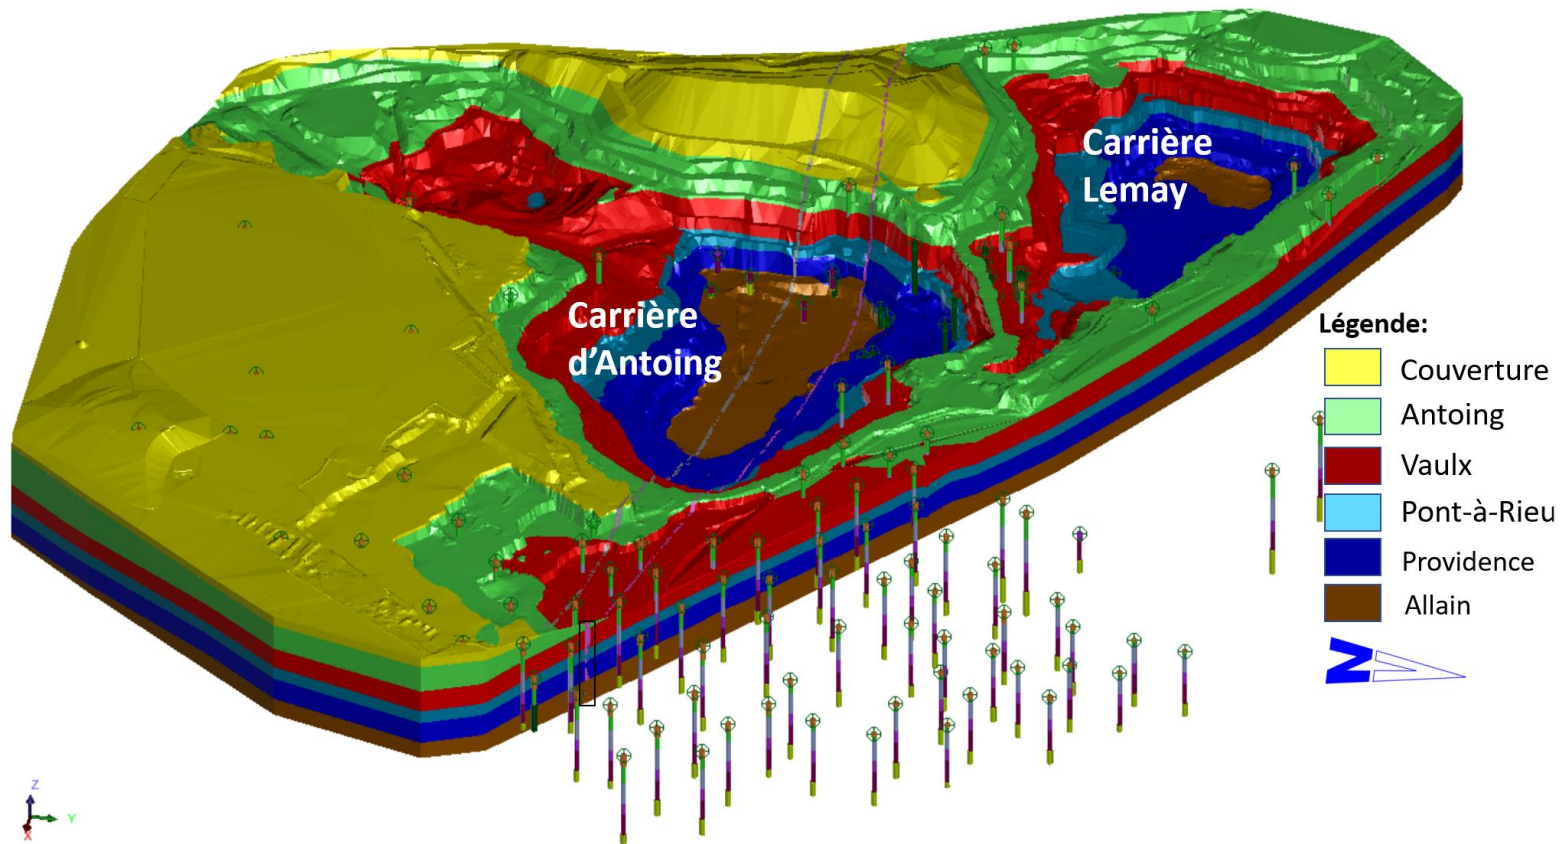 Carrière
Lemay
Carrière
d'Antoing
Légende:
Couverture
Antoing
Vaulx
Pont-à-Rieu
Providence
Allain
N
Z
Y
X